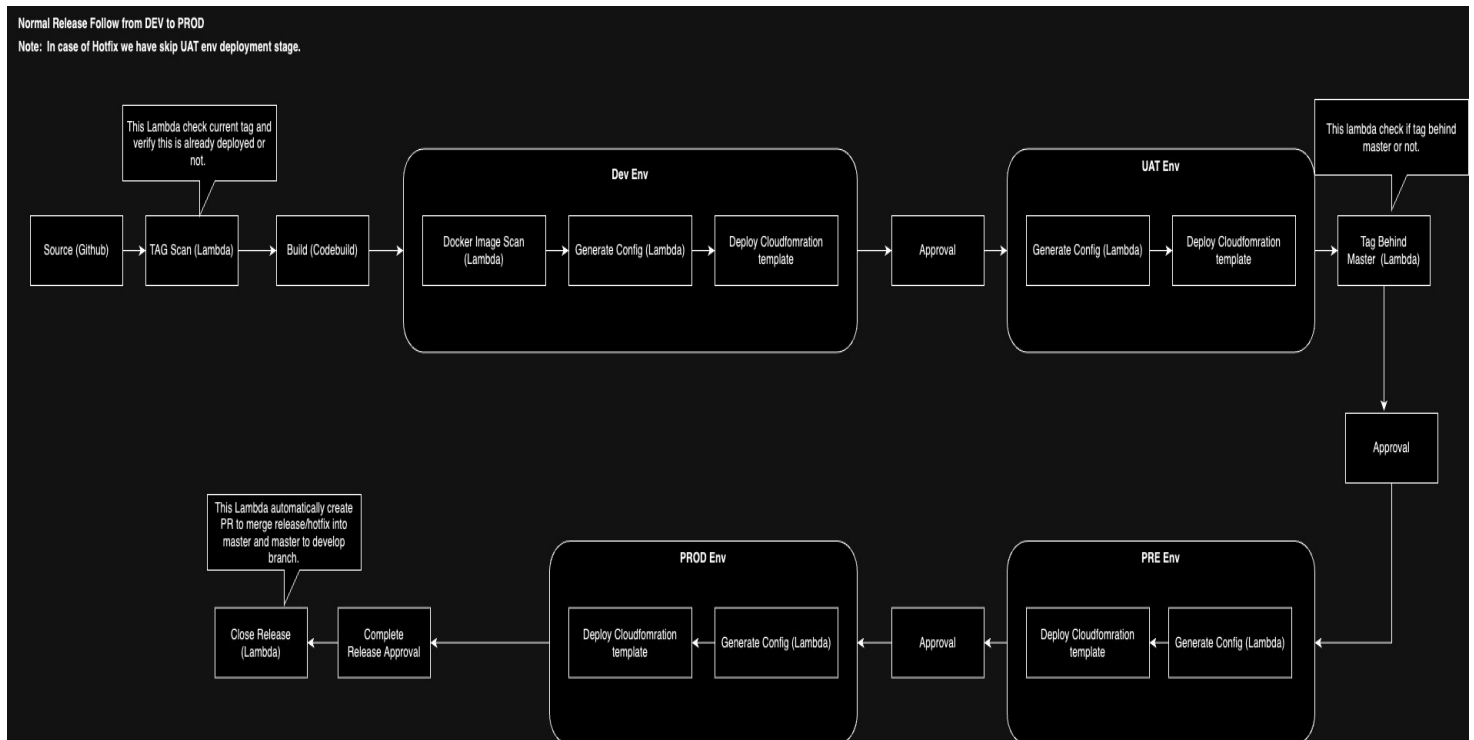 Normal Release Follow from DEV to PROD
Note: In case of Hotfix we have skip UAT env deployment stage.
This Lambda check current tag and
verify this is already deployed or
not.
This lambda check if tag behind
master or not.
Dev Env
UAT Env
Source (Github)
TAG Scan (Lambda)
Build (Codebuild)
Docker Image Scan
(Lambda)
Generate Config (Lambda)
Deploy Cloudfomration
template
Approval
Generate Config (Lambda)
Deploy Cloudfomration
template
Tag Behind
Master (Lambda)
Approval
This Lambda automatically create
PR to merge release/hotfix into
master and master to develop
branch.
PROD Env
PRE Env
Close Release
(Lambda)
Complete
Release Approval
Deploy Cloudfomration
template
Generate Config (Lambda)
Approval
Deploy Cloudfomration
template
Generate Config (Lambda)